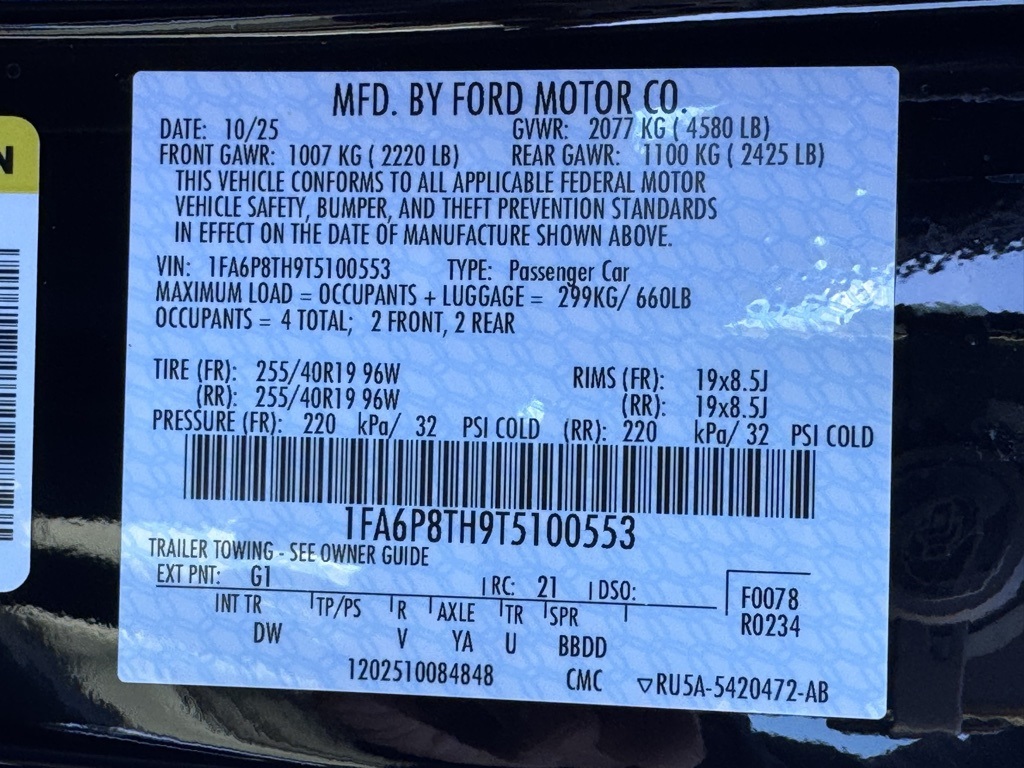 MFD. BY FORD MOTOR CO.
DATE: 10/25 GVWR: 2077 KG ( 4580 LB)
FRONT GAWR: 1007 KG ( 2220 LB) REAR GAWR: 1100 KG ( 2425 LB)
THIS VEHICLE CONFORMS TO ALL APPLICABLE FEDERAL MOTOR
VEHICLE SAFETY, BUMPER, AND THEFT PREVENTION STANDARDS
IN EFFECT ON THE DATE OF MANUFACTURE SHOWN ABOVE.
VIN: 1FA6P8TH9T5100553 TYPE: Passenger Car
MAXIMUM LOAD = OCCUPANTS + LUGGAGE = 299KG/ 660LB
OCCUPANTS = 4 TOTAL; 2 FRONT, 2 REAR
TIRE (FR): 255/40R19 96W RIMS (FR): 19x8.5J
(RR): 255/40R19 96W (RR): 19x8.5J
PRESSURE (FR): 220 kPa/ 32 PSI COLD (RR): 220 kPa/ 32 PSI COLD
1FA6P8TH9T5100553
TRAILER TOWING - SEE OWNER GUIDE
EXT PNT: G1 RC: 21 DSO:
F0078
R0234
INT TR TP/PS R AXLE TR SPR
DW V YA U BBDD
1202510084848 CMC ▽RU5A-5420472-AB
N